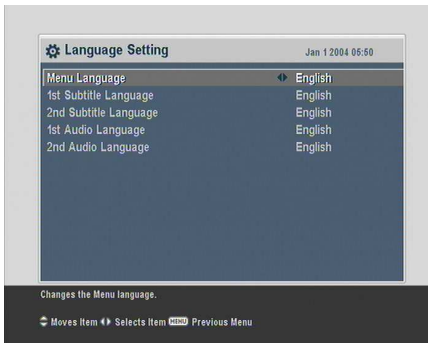 Language Setting Jan 1 2004 05:50
Menu Language English
1st Subtitle Language English
2nd Subtitle Language English
1st Audio Language English
2nd Audio Language English
Changes the Menu language.
Moves Item Selects Item MENU Previous Menu